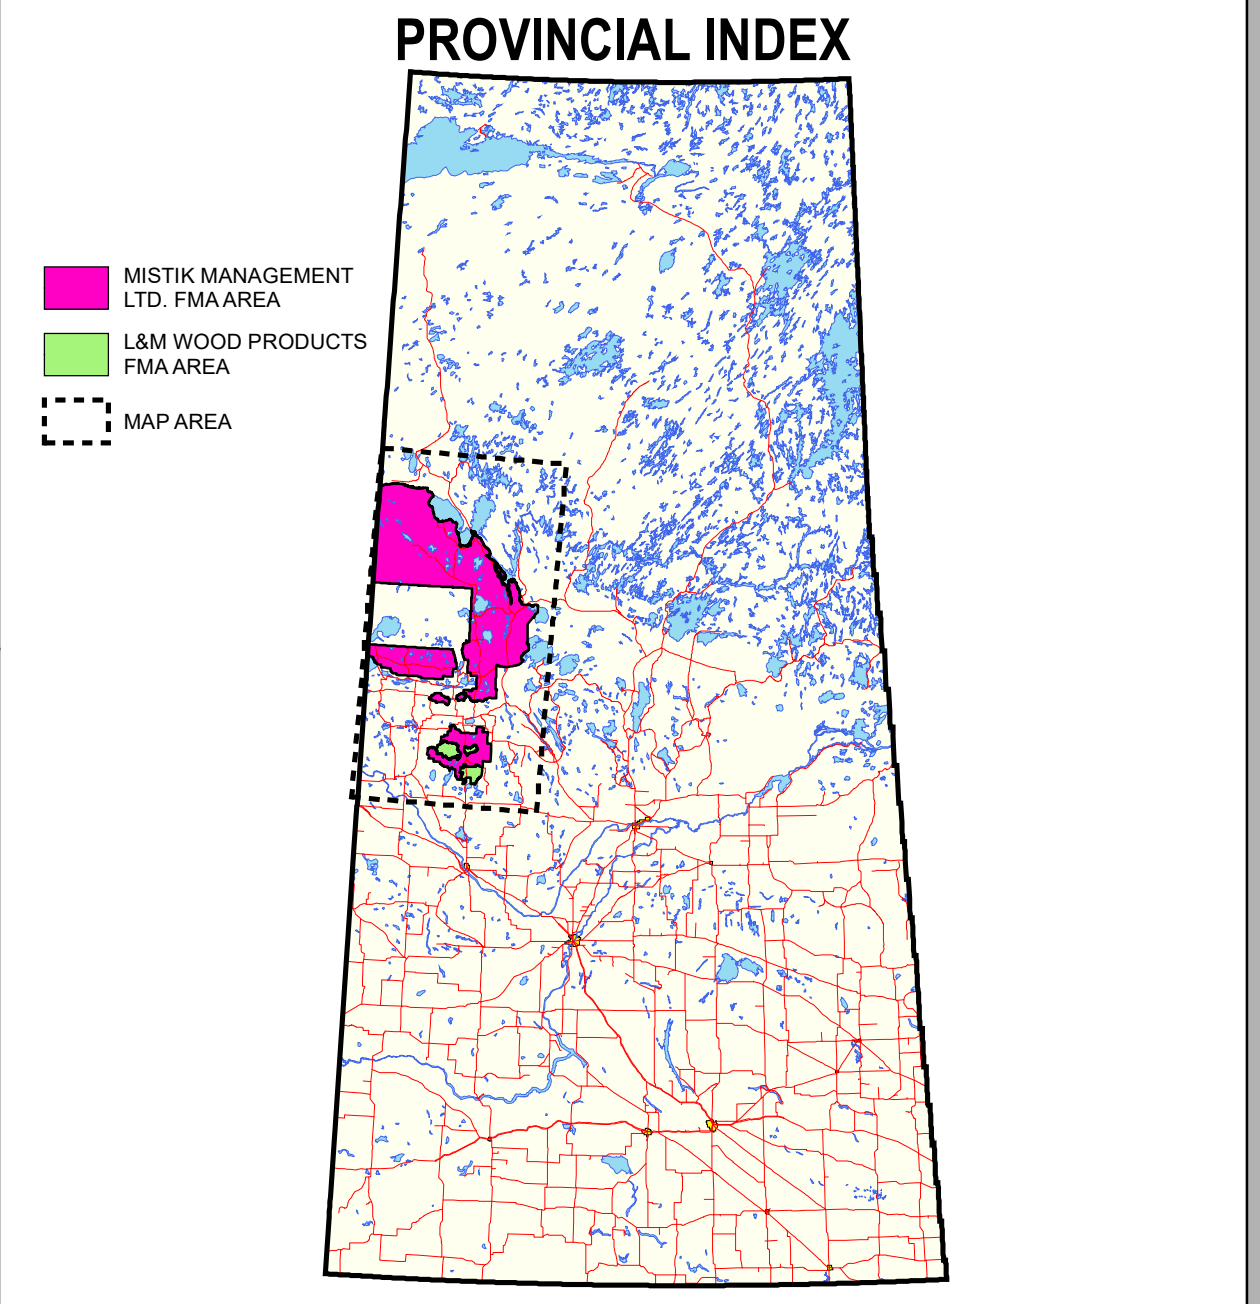 PROVINCIAL INDEX
MISTIK MANAGEMENT
LTD. FMA AREA
L&M WOOD PRODUCTS
FMA AREA
MAP AREA